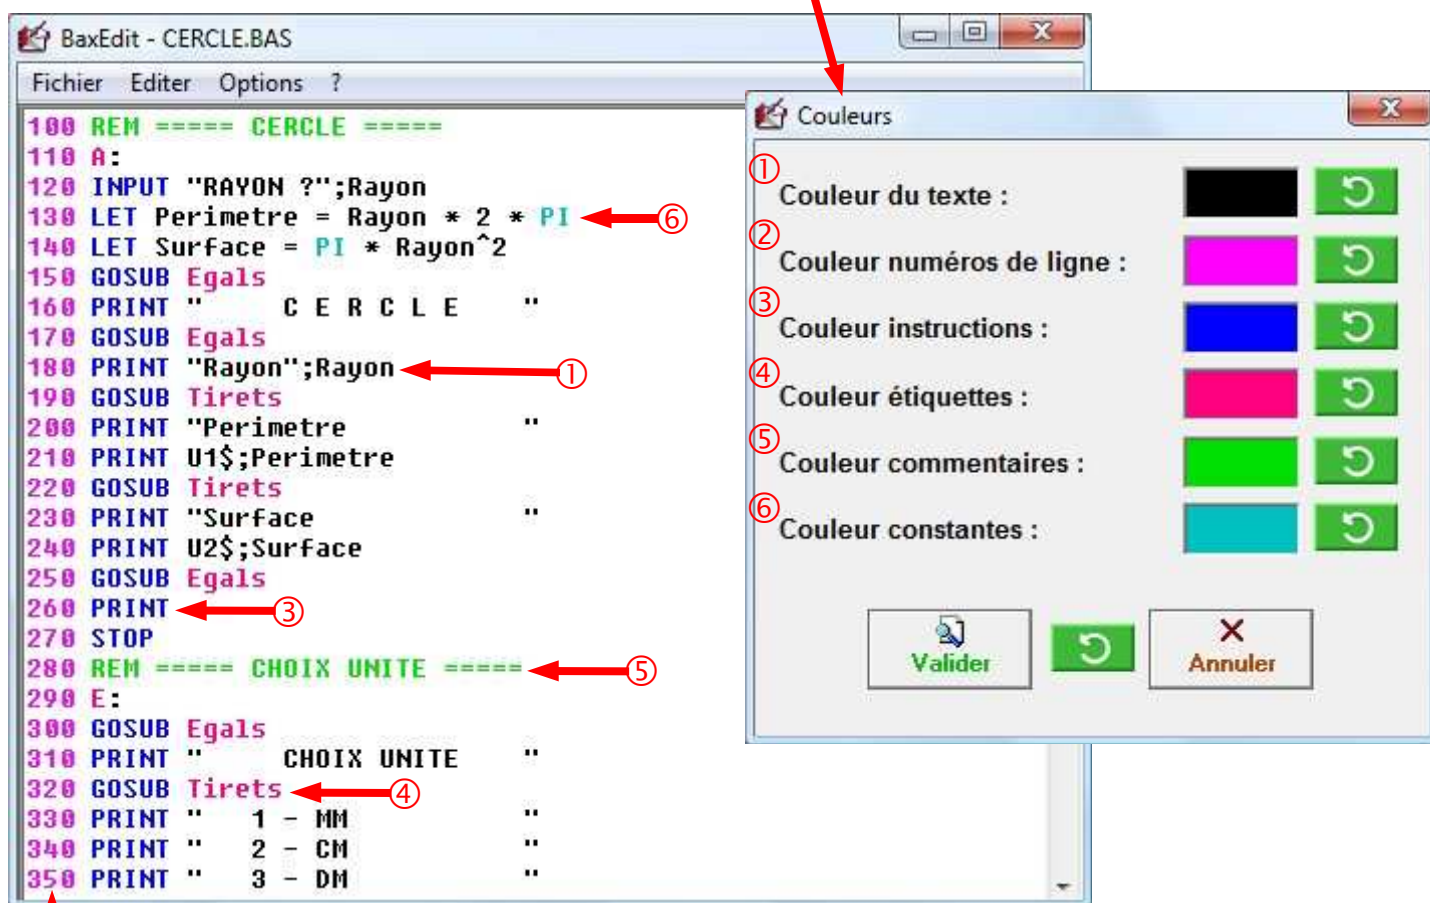 BaxEdit - CERCLE.BAS
Fichier Editer Options ?
100 REM ===== CERCLE =====
110 A:
120 INPUT "RAYON ?";Rayon
130 LET Perimetre = Rayon * 2 * PI ⑥
140 LET Surface = PI * Rayon^2
150 GOSUB Egals
160 PRINT "     C E R C L E     "
170 GOSUB Egals
180 PRINT "Rayon";Rayon ①
190 GOSUB Tirets
200 PRINT "Perimetre            "
210 PRINT U1$;Perimetre
220 GOSUB Tirets
230 PRINT "Surface              "
240 PRINT U2$;Surface
250 GOSUB Egals
260 PRINT ③
270 STOP
280 REM ===== CHOIX UNITE ===== ⑤
290 E:
300 GOSUB Egals
310 PRINT "     CHOIX UNITE     "
320 GOSUB Tirets ④
330 PRINT "   1 - MM            "
340 PRINT "   2 - CM            "
350 PRINT "   3 - DM            "
Couleurs
① Couleur du texte :
② Couleur numéros de ligne :
③ Couleur instructions :
④ Couleur étiquettes :
⑤ Couleur commentaires :
⑥ Couleur constantes :
Valider Annuler